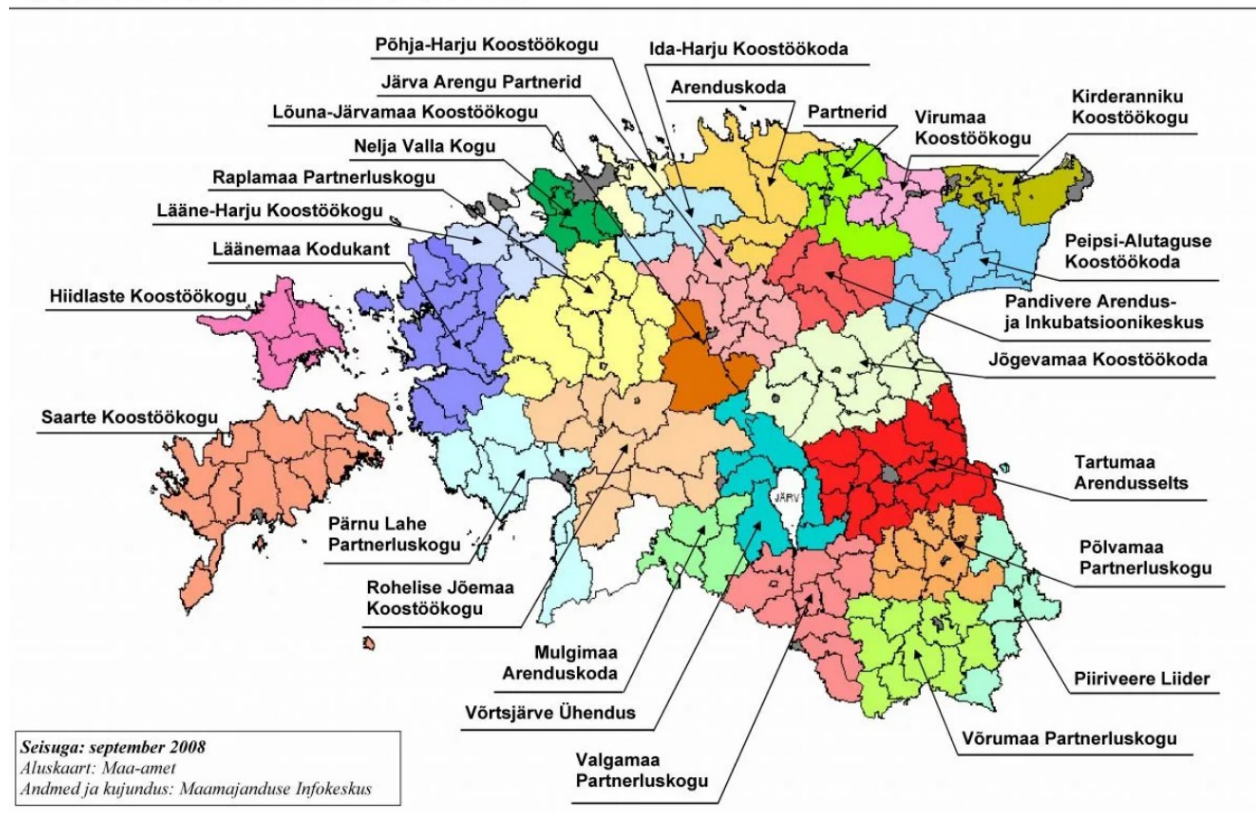 Põhja-Harju Koostöökogu
Ida-Harju Koostöökoda
Järva Arengu Partnerid
Arenduskoda
Kirderanniku
Koostöökogu
Lõuna-Järvamaa Koostöökogu
Partnerid
Virumaa
Koostöökogu
Nelja Valla Kogu
Raplamaa Partnerluskogu
Lääne-Harju Koostöökogu
Läänemaa Kodukant
Peipsi-Alutaguse
Koostöökoda
Hiidlaste Koostöökogu
Pandivere Arendus-
ja Inkubatsioonikeskus
Jõgevamaa Koostöökoda
Saarte Koostöökogu
Tartumaa
Arendusselts
JÄRV
Pärnu Lahe
Partnerluskogu
Põlvamaa
Partnerluskogu
Rohelise Jõemaa
Koostöökogu
Mulgimaa
Arenduskoda
Piiriveere Liider
Võrtsjärve Ühendus
Võrumaa Partnerluskogu
Valgamaa
Partnerluskogu
Seisuga: september 2008
Aluskaart: Maa-amet
Andmed ja kujundus: Maamajanduse Infokeskus